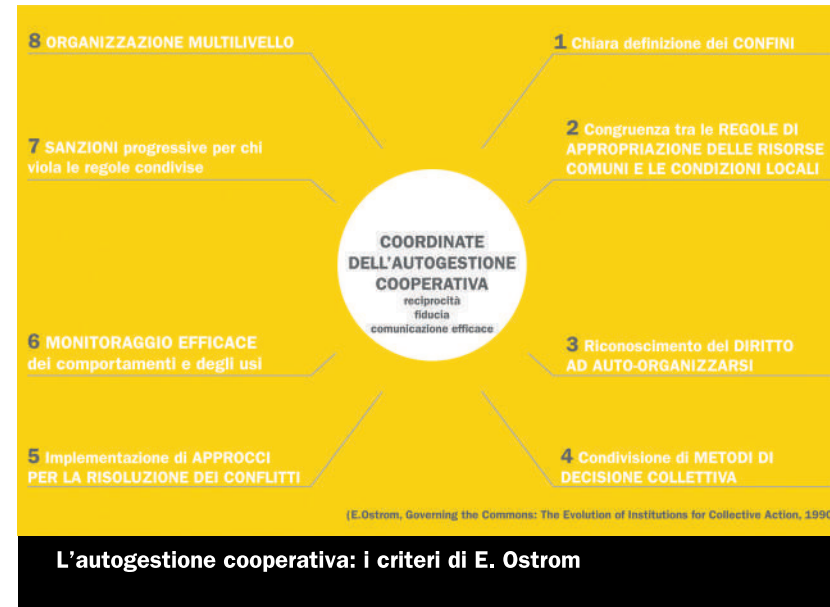 8 ORGANIZZAZIONE MULTILIVELLO
1 Chiara definizione dei CONFINI
7 SANZIONI progressive per chi
viola le regole condivise
2 Congruenza tra le REGOLE DI
APPROPRIAZIONE DELLE RISORSE
COMUNI E LE CONDIZIONI LOCALI
COORDINATE
DELL'AUTOGESTIONE
COOPERATIVA
reciprocità
fiducia
comunicazione efficace
6 MONITORAGGIO EFFICACE
dei comportamenti e degli usi
3 Riconoscimento del DIRITTO
AD AUTO-ORGANIZZARSI
5 Implementazione di APPROCCI
PER LA RISOLUZIONE DEI CONFLITTI
4 Condivisione di METODI DI
DECISIONE COLLETTIVA
(E.Ostrom, Governing the Commons: The Evolution of Institutions for Collective Action, 1990
L'autogestione cooperativa: i criteri di E. Ostrom